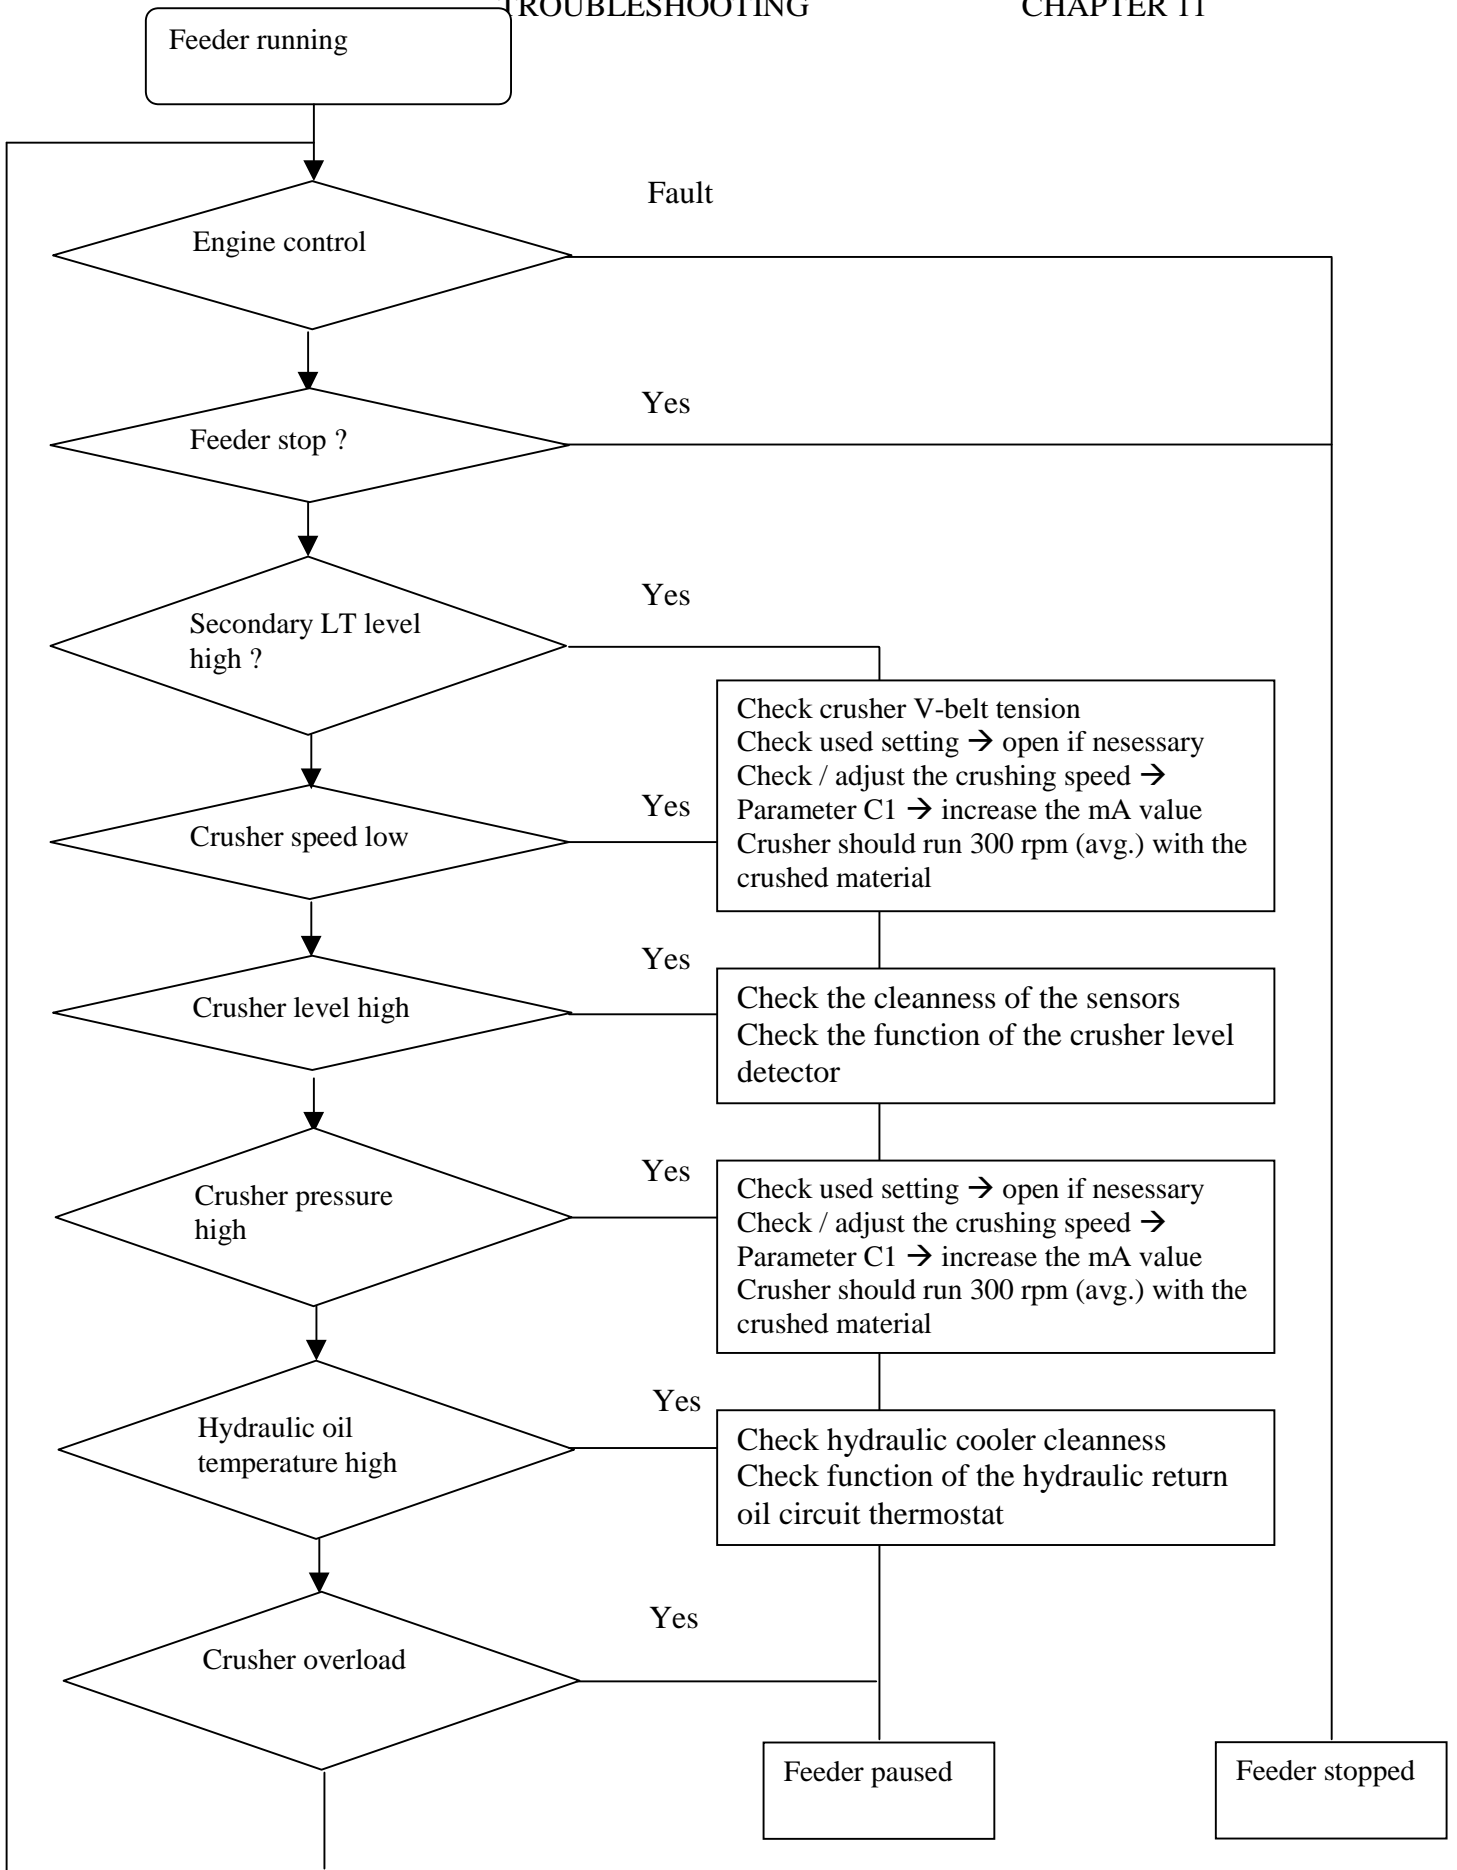 TROUBLESHOOTING CHAPTER 11
Feeder running
Fault
Engine control
Yes
Feeder stop ?
Yes
Secondary LT level
high ?
Check crusher V-belt tension
Check used setting → open if nesessary
Check / adjust the crushing speed →
Parameter C1 → increase the mA value
Crusher should run 300 rpm (avg.) with the
crushed material
Yes
Crusher speed low
Yes
Crusher level high
Check the cleanness of the sensors
Check the function of the crusher level
detector
Yes
Crusher pressure
high
Check used setting → open if nesessary
Check / adjust the crushing speed →
Parameter C1 → increase the mA value
Crusher should run 300 rpm (avg.) with the
crushed material
Yes
Hydraulic oil
temperature high
Check hydraulic cooler cleanness
Check function of the hydraulic return
oil circuit thermostat
Yes
Crusher overload
Feeder paused
Feeder stopped